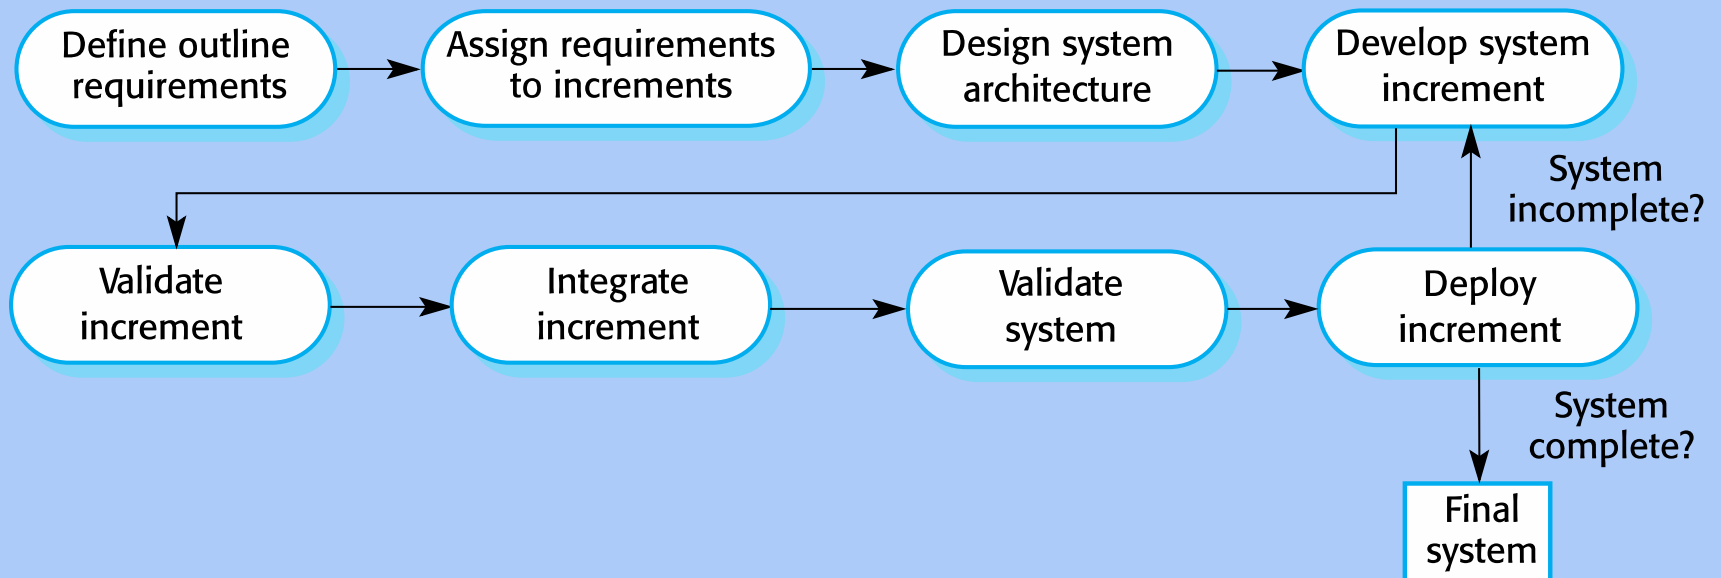 Define outline
requirements
Assign requirements
to increments
Design system
architecture
Develop system
increment
System
incomplete?
Validate
increment
Integrate
increment
Validate
system
Deploy
increment
System
complete?
Final
system